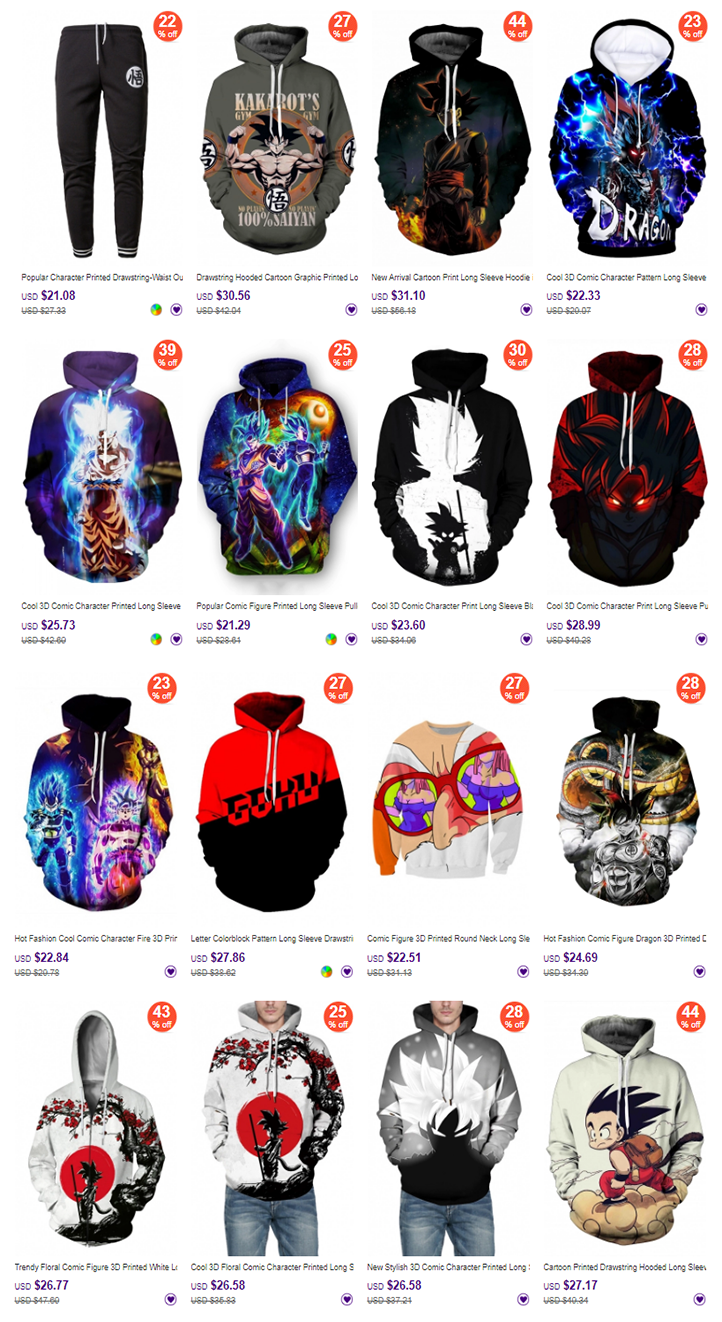 22
% off
27
% off
44
% off
23
% off
悟
KAKAROT'S
GYM GYM
悟
100% SAIYAN
DRAGON
Popular Character Printed Drawstring-Waist Ou
Drawstring Hooded Cartoon Graphic Printed Lo
New Arrival Cartoon Print Long Sleeve Hoodie
Cool 3D Comic Character Pattern Long Sleeve
USD $21.08
USD $30.56
USD $31.10
USD $22.33
USD $27.33
USD $42.04
USD $56.18
39
% off
25
% off
30
% off
28
% off
Cool 3D Comic Character Printed Long Sleeve
Popular Comic Figure Printed Long Sleeve Pull
Cool 3D Comic Character Print Long Sleeve Bl
Cool 3D Comic Character Print Long Sleeve Pu
USD $25.73
USD $21.29
USD $23.60
USD $28.99
USD $42.60
USD $28.61
USD $34.06
USD $40.28
23
% off
27
% off
27
% off
28
% off
GOKU
Hot Fashion Cool Comic Character Fire 3D Prin
Letter Colorblock Pattern Long Sleeve Drawstri
Comic Figure 3D Printed Round Neck Long Sle
Hot Fashion Comic Figure Dragon 3D Printed D
USD $22.84
USD $27.86
USD $22.51
USD $24.69
USD $38.62
USD $31.13
USD $34.30
43
% off
25
% off
28
% off
44
% off
Trendy Floral Comic Figure 3D Printed White Lo
Cool 3D Floral Comic Character Printed Long S
New Stylish 3D Comic Character Printed Long
Cartoon Printed Drawstring Hooded Long Sleev
USD $26.77
USD $26.58
USD $26.58
USD $27.17
USD $47.60
USD $35.83
USD $37.21
USD $49.34